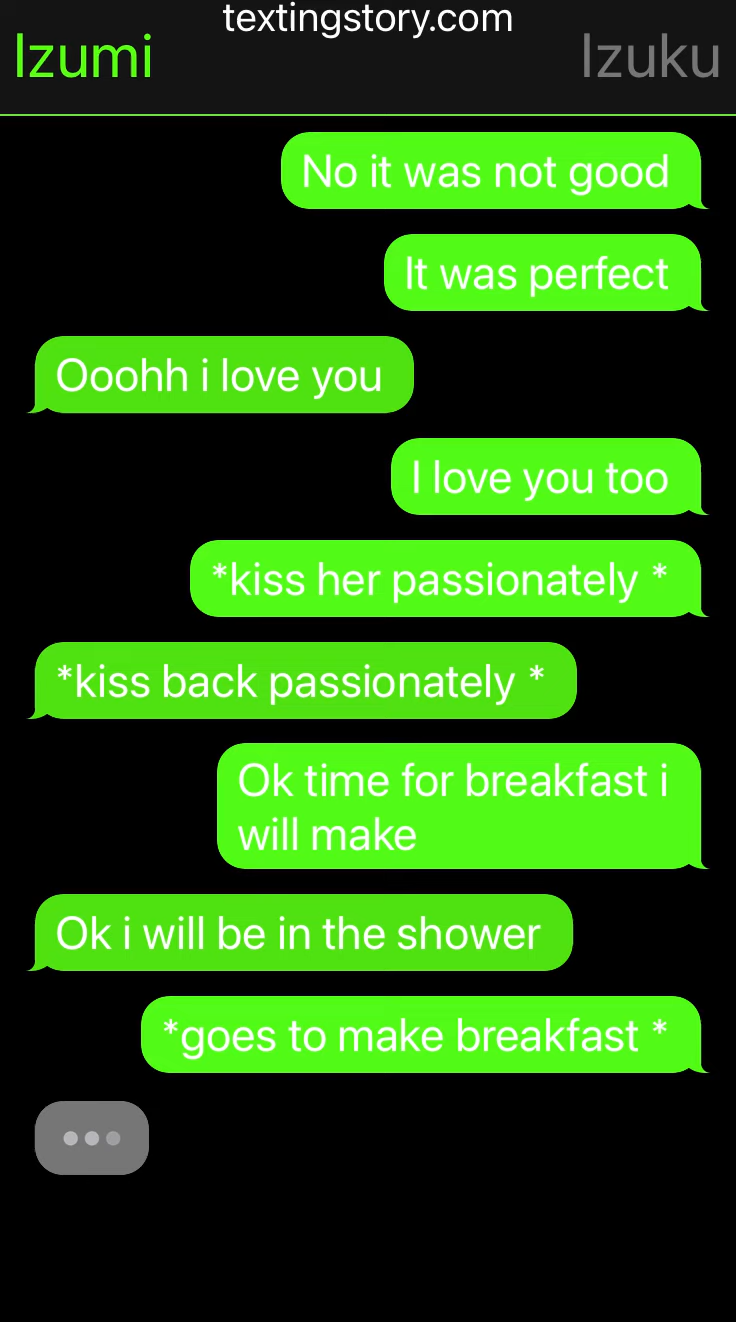 textingstory.com
Izumi
Izuku
No it was not good
It was perfect
Ooohh i love you
I love you too
*kiss her passionately *
*kiss back passionately *
Ok time for breakfast i
will make
Ok i will be in the shower
*goes to make breakfast *